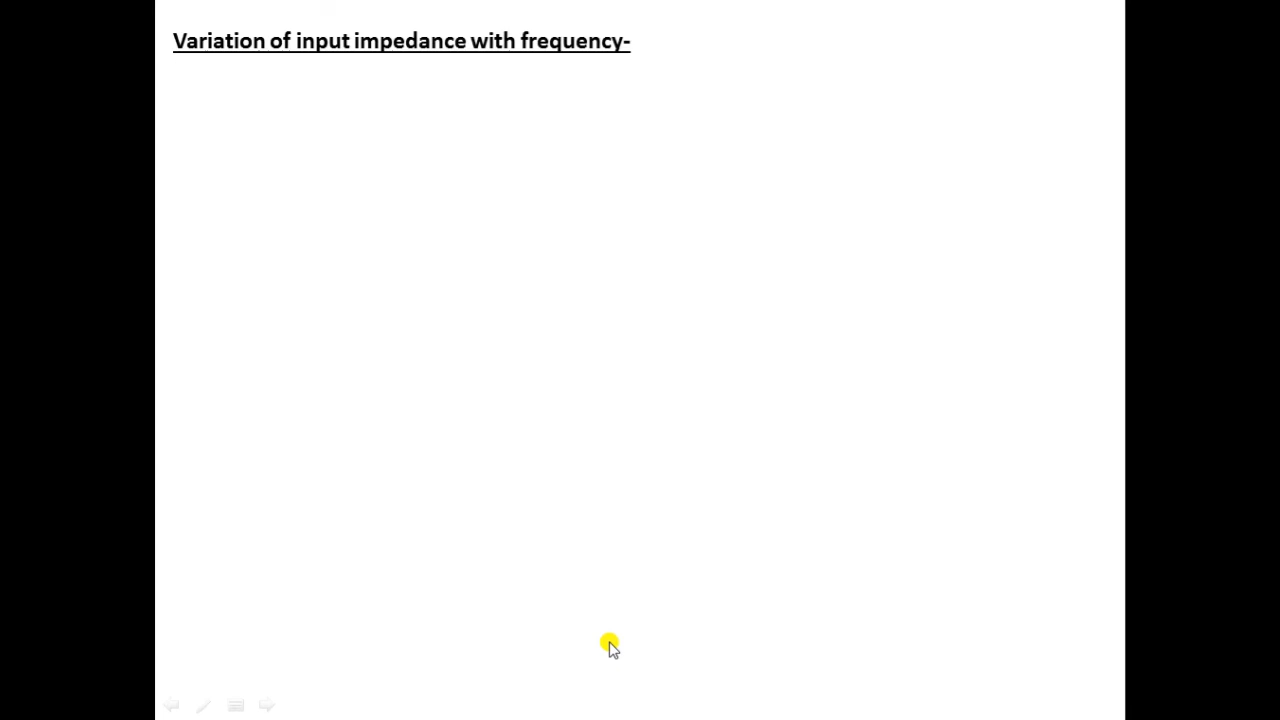 Variation of input impedance with frequency-